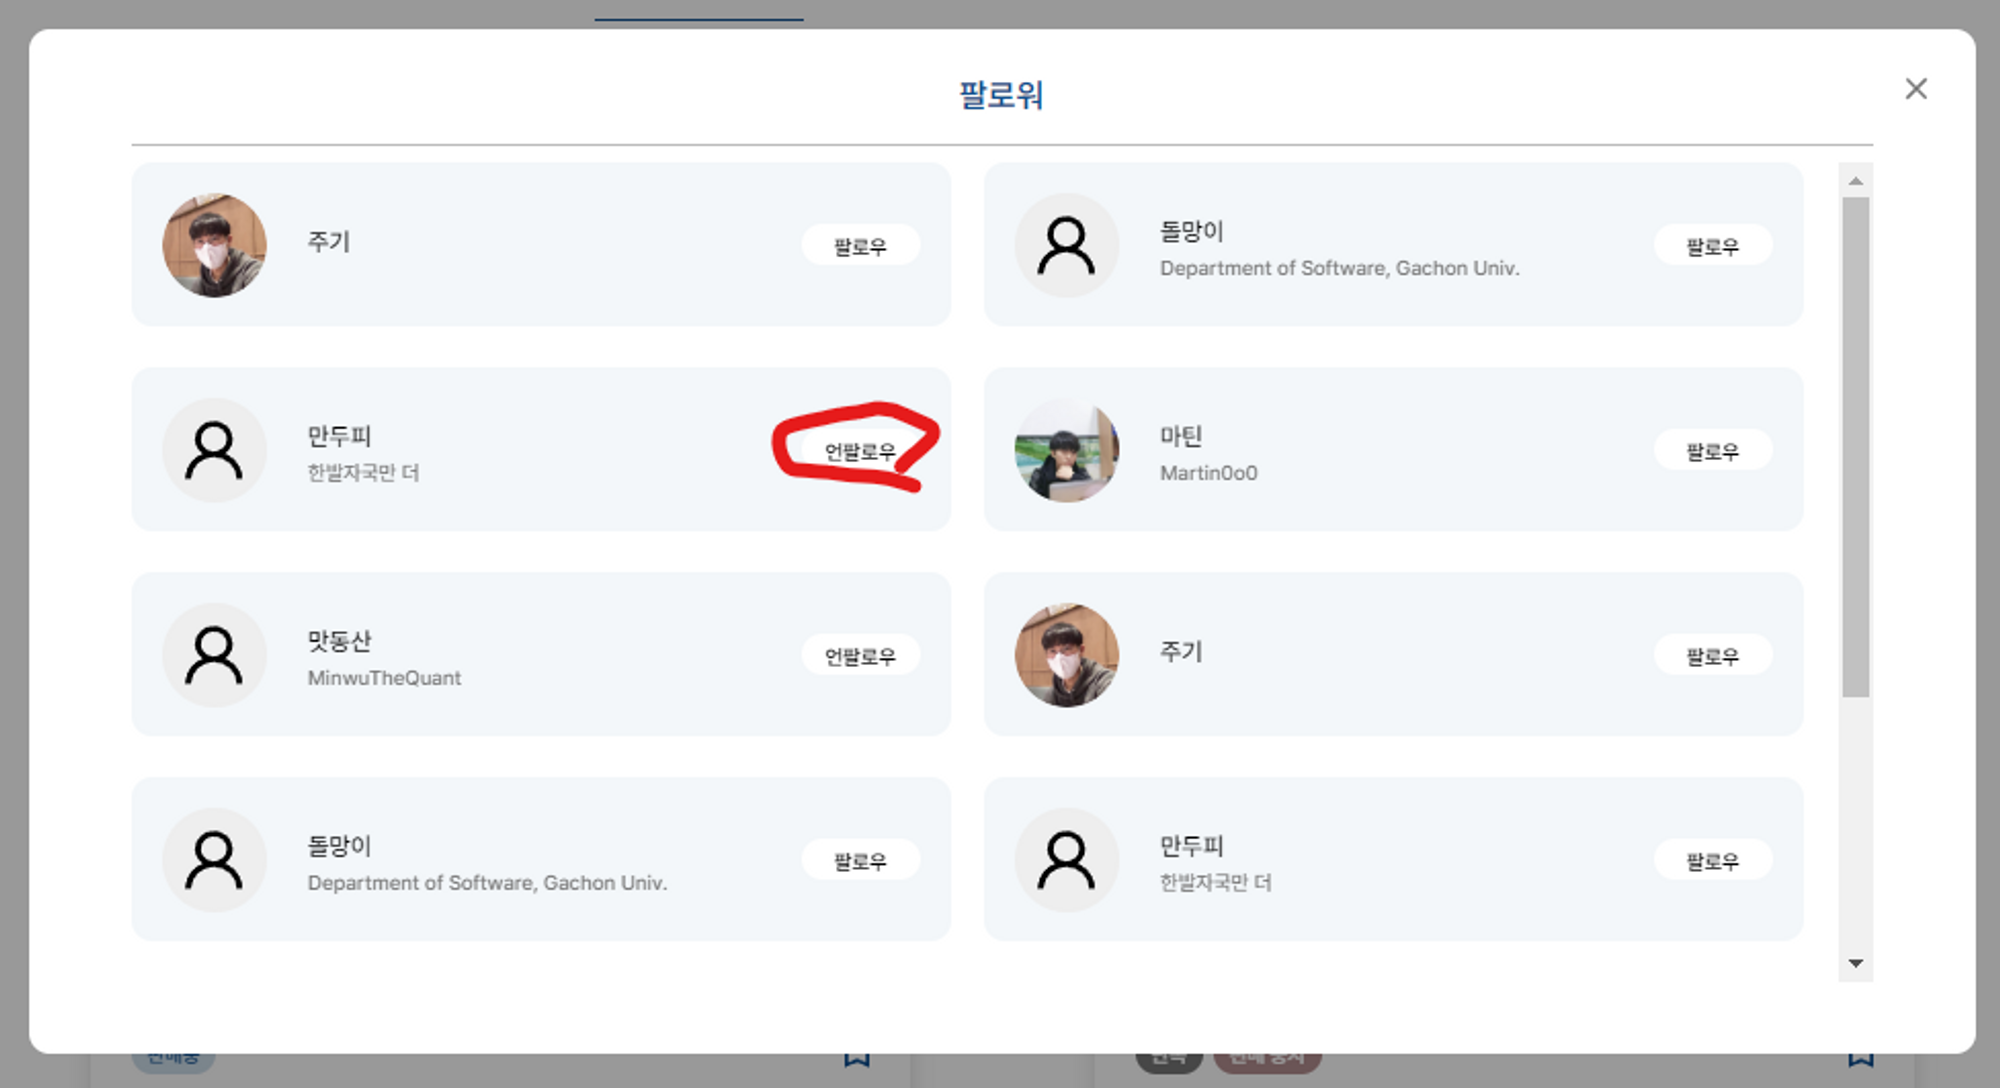 팔로워
주기
팔로우
돌망이
Department of Software, Gachon Univ.
팔로우
만두피
한발자국만 더
언팔로우
마틴
Martin0o0
팔로우
맛동산
MinwuTheQuant
언팔로우
주기
팔로우
돌망이
Department of Software, Gachon Univ.
팔로우
만두피
한발자국만 더
팔로우